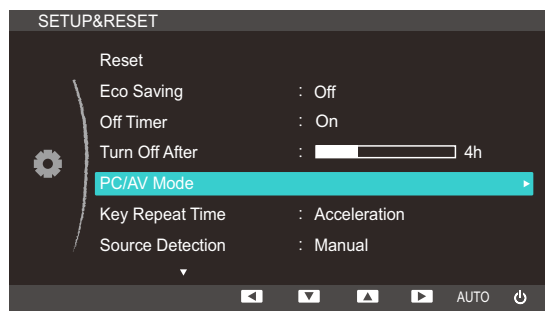 SETUP&RESET
Reset
Eco Saving : Off
Off Timer : On
Turn Off After : 4h
PC/AV Mode
Key Repeat Time : Acceleration
Source Detection : Manual
AUTO